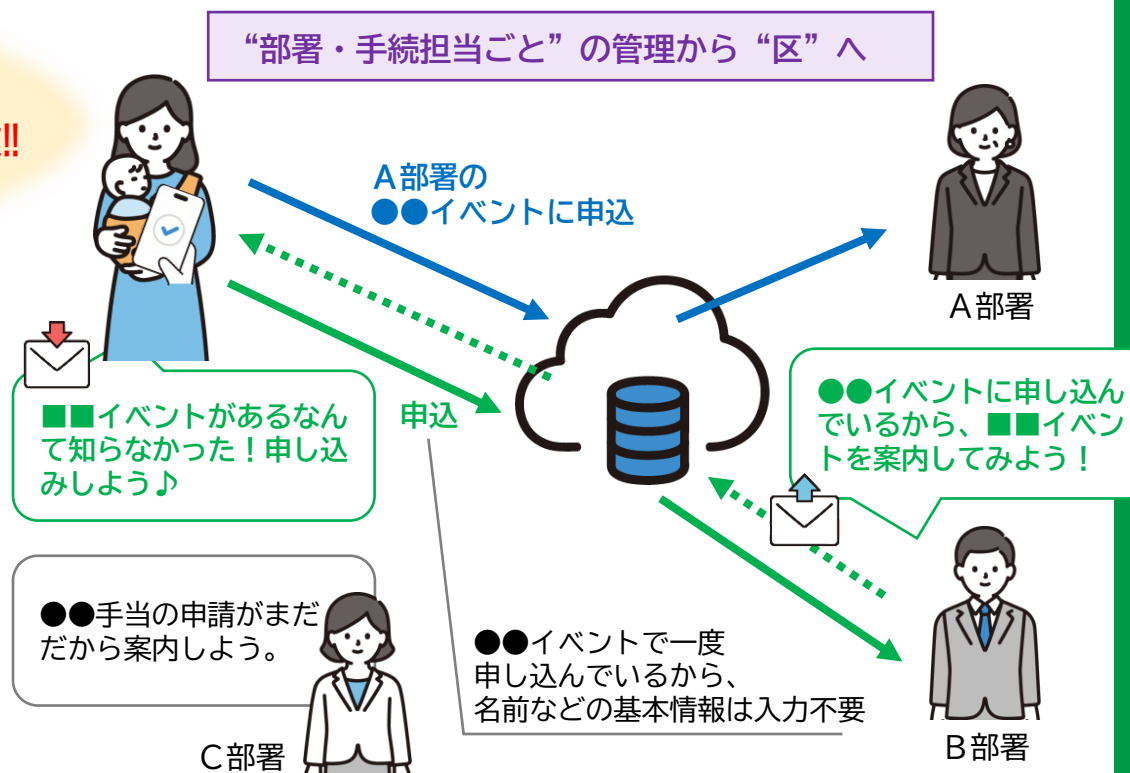 “部署・手続担当ごと”の管理から“区”へ
!!
A部署の
●●イベントに申込
A部署
■■イベントがあるなん
て知らなかった！申し込
みしよう♪
申込
●●イベントに申し込ん
でいるから、■■イベン
トを案内してみよう！
●●手当の申請がまだ
だから案内しよう。
C部署
●●イベントで一度
申し込んでいるから、
名前などの基本情報は入力不要
B部署